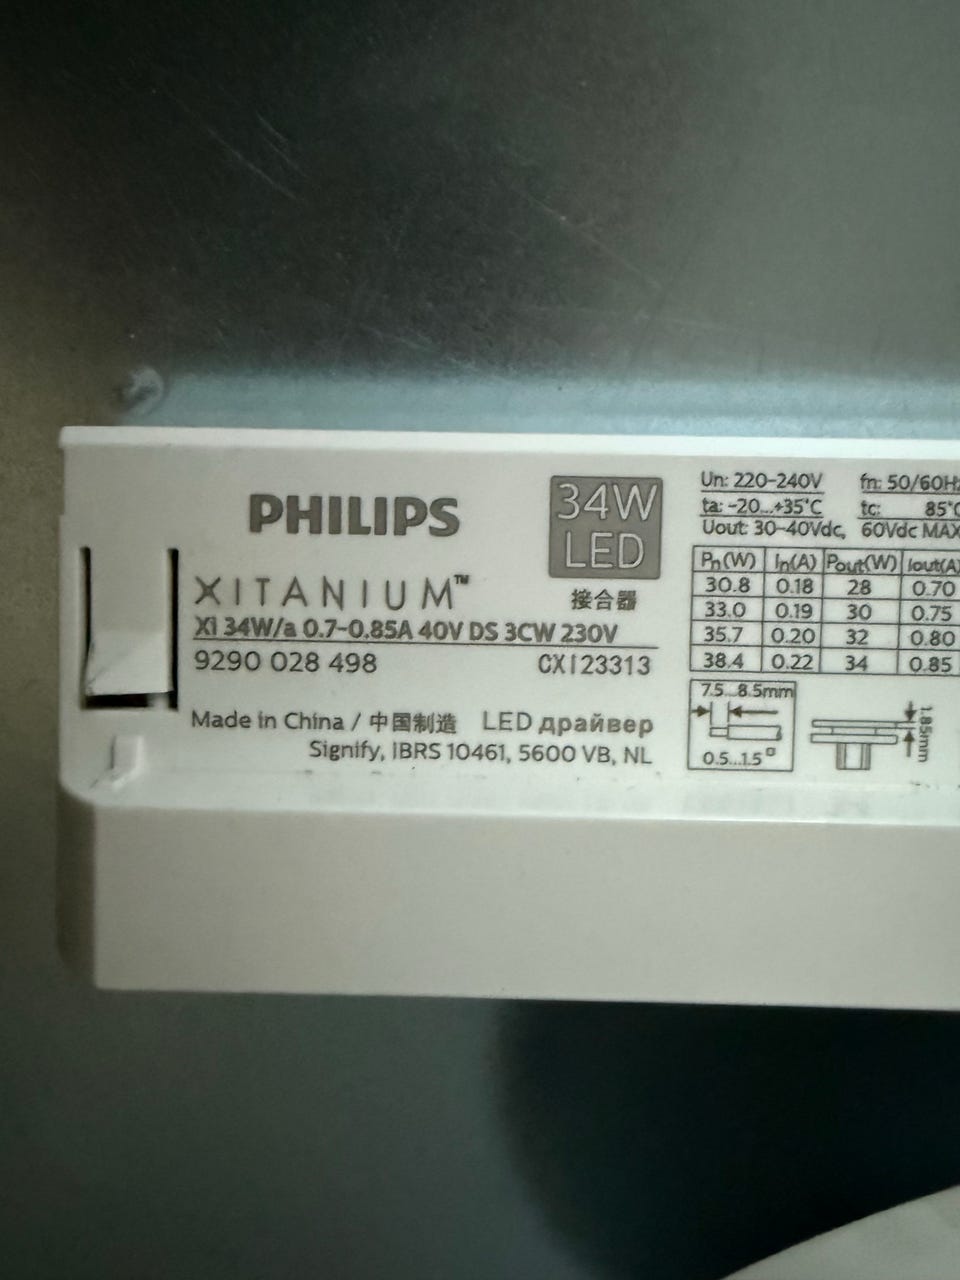 PHILIPS
34W
LED
XITANIUM™
接合器
Xi 34W/a 0.7-0.85A 40V DS 3CW 230V
9290 028 498 CXI23313
Made in China / 中国制造 LED драйвер
Signify, IBRS 10461, 5600 VB, NL
Un: 220-240V fn: 50/60Hz
ta: -20...+35°C tc: 85°C
Uout: 30-40Vdc, 60Vdc MAX
Pn(W) In(A) Pout(W) Iout(A)
30.8 0.18 28 0.70
33.0 0.19 30 0.75
35.7 0.20 32 0.80
38.4 0.22 34 0.85
7.5...8.5mm
0.5...1.5□
1.85mm